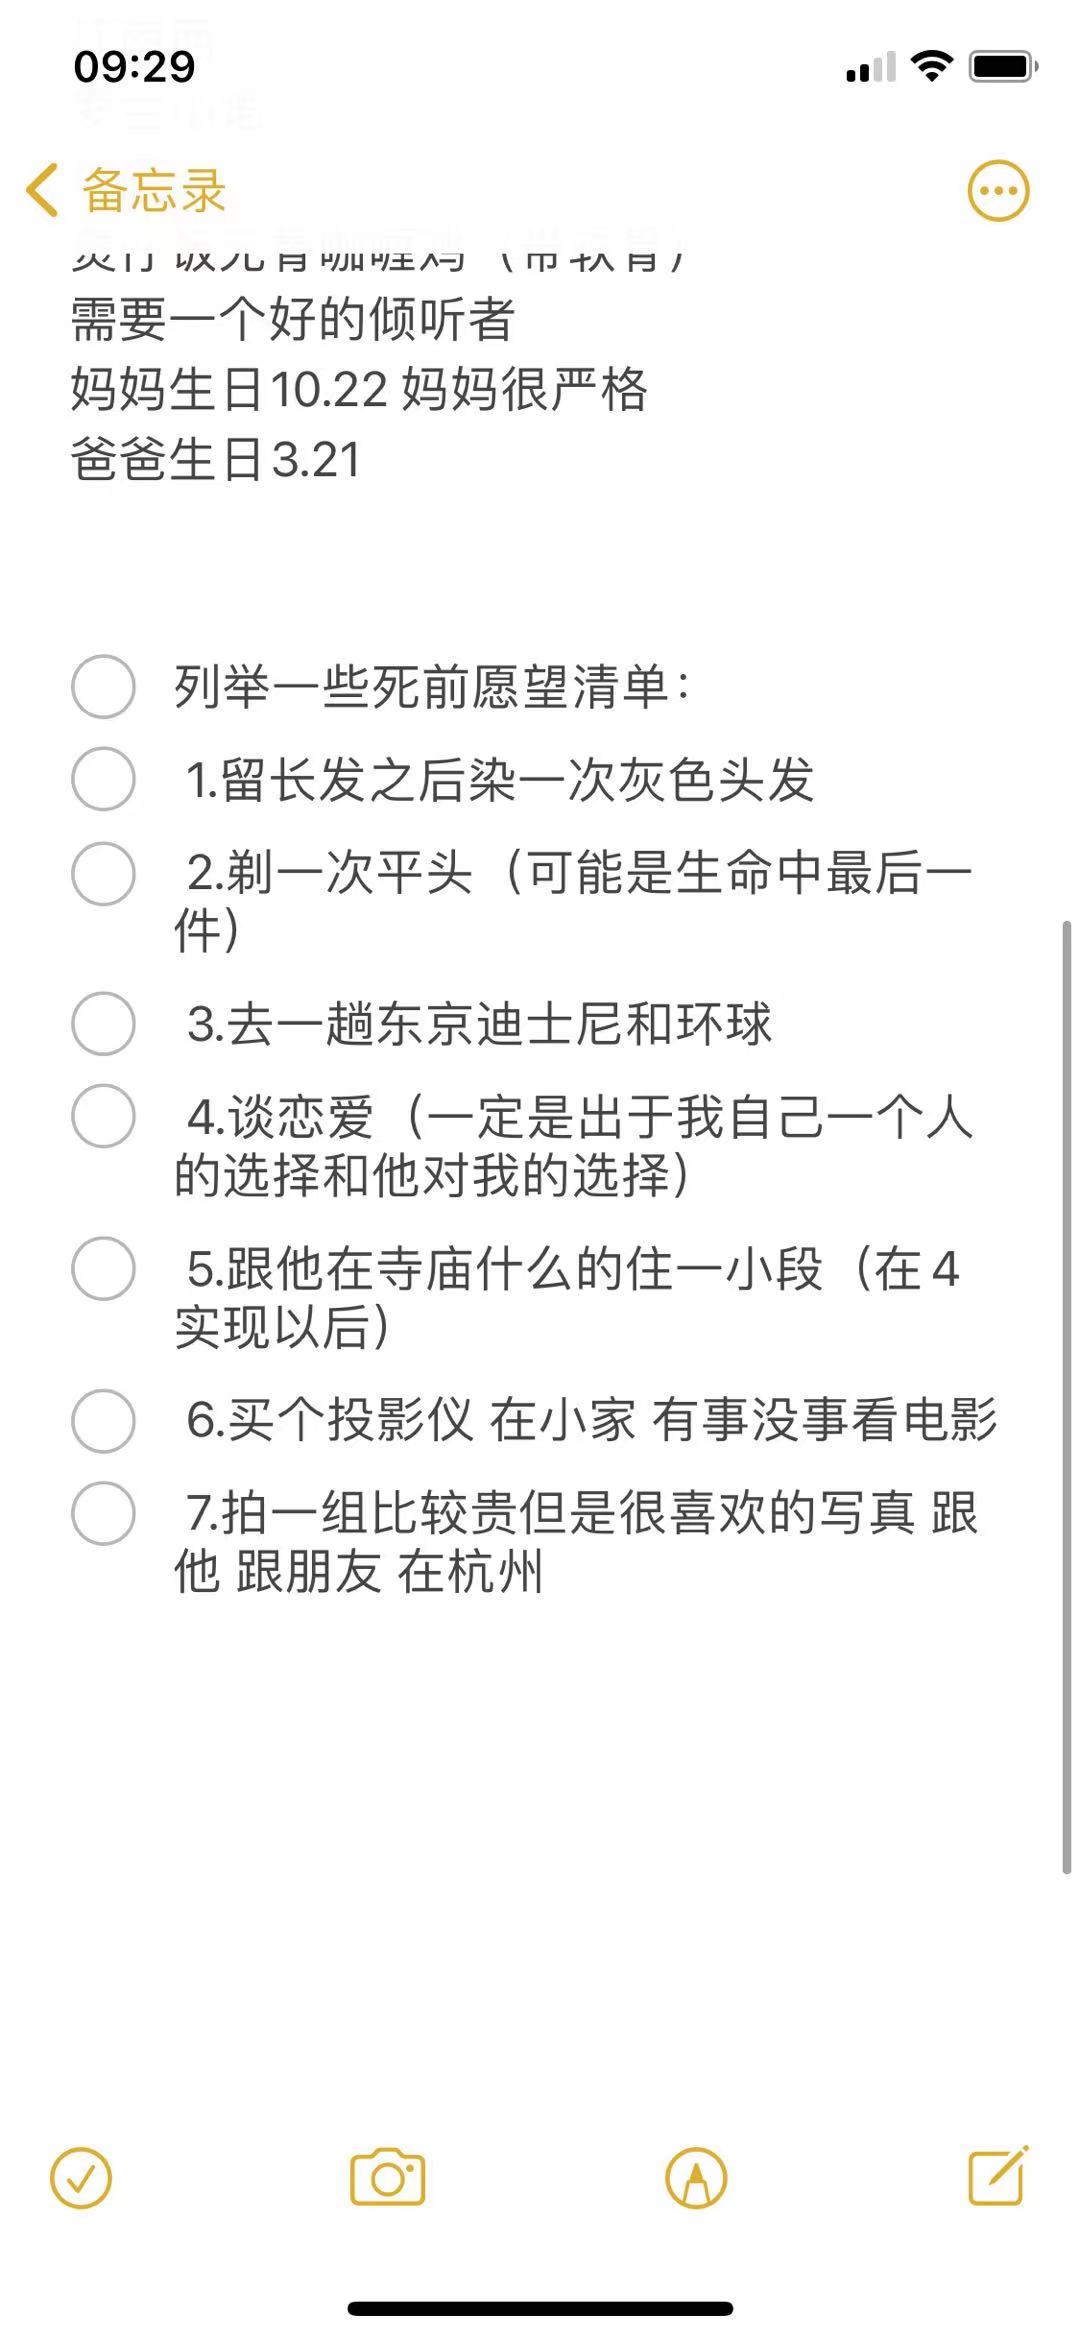 09:29
备忘录
需要一个好的倾听者
妈妈生日10.22 妈妈很严格
爸爸生日3.21
列举一些死前愿望清单：
1.留长发之后染一次灰色头发
2.剃一次平头（可能是生命中最后一
件）
3.去一趟东京迪士尼和环球
4.谈恋爱（一定是出于我自己一个人
的选择和他对我的选择）
5.跟他在寺庙什么的住一小段（在4
实现以后）
6.买个投影仪 在小家 有事没事看电影
7.拍一组比较贵但是很喜欢的写真 跟
他 跟朋友 在杭州